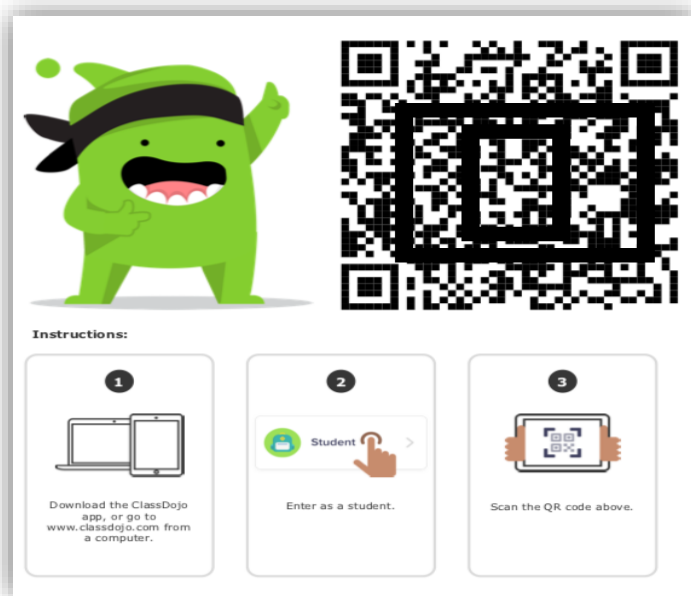 Instructions:
1
2
3
Student
Download the ClassDojo
app, or go to
www.classdojo.com from
a computer.
Enter as a student.
Scan the QR code above.